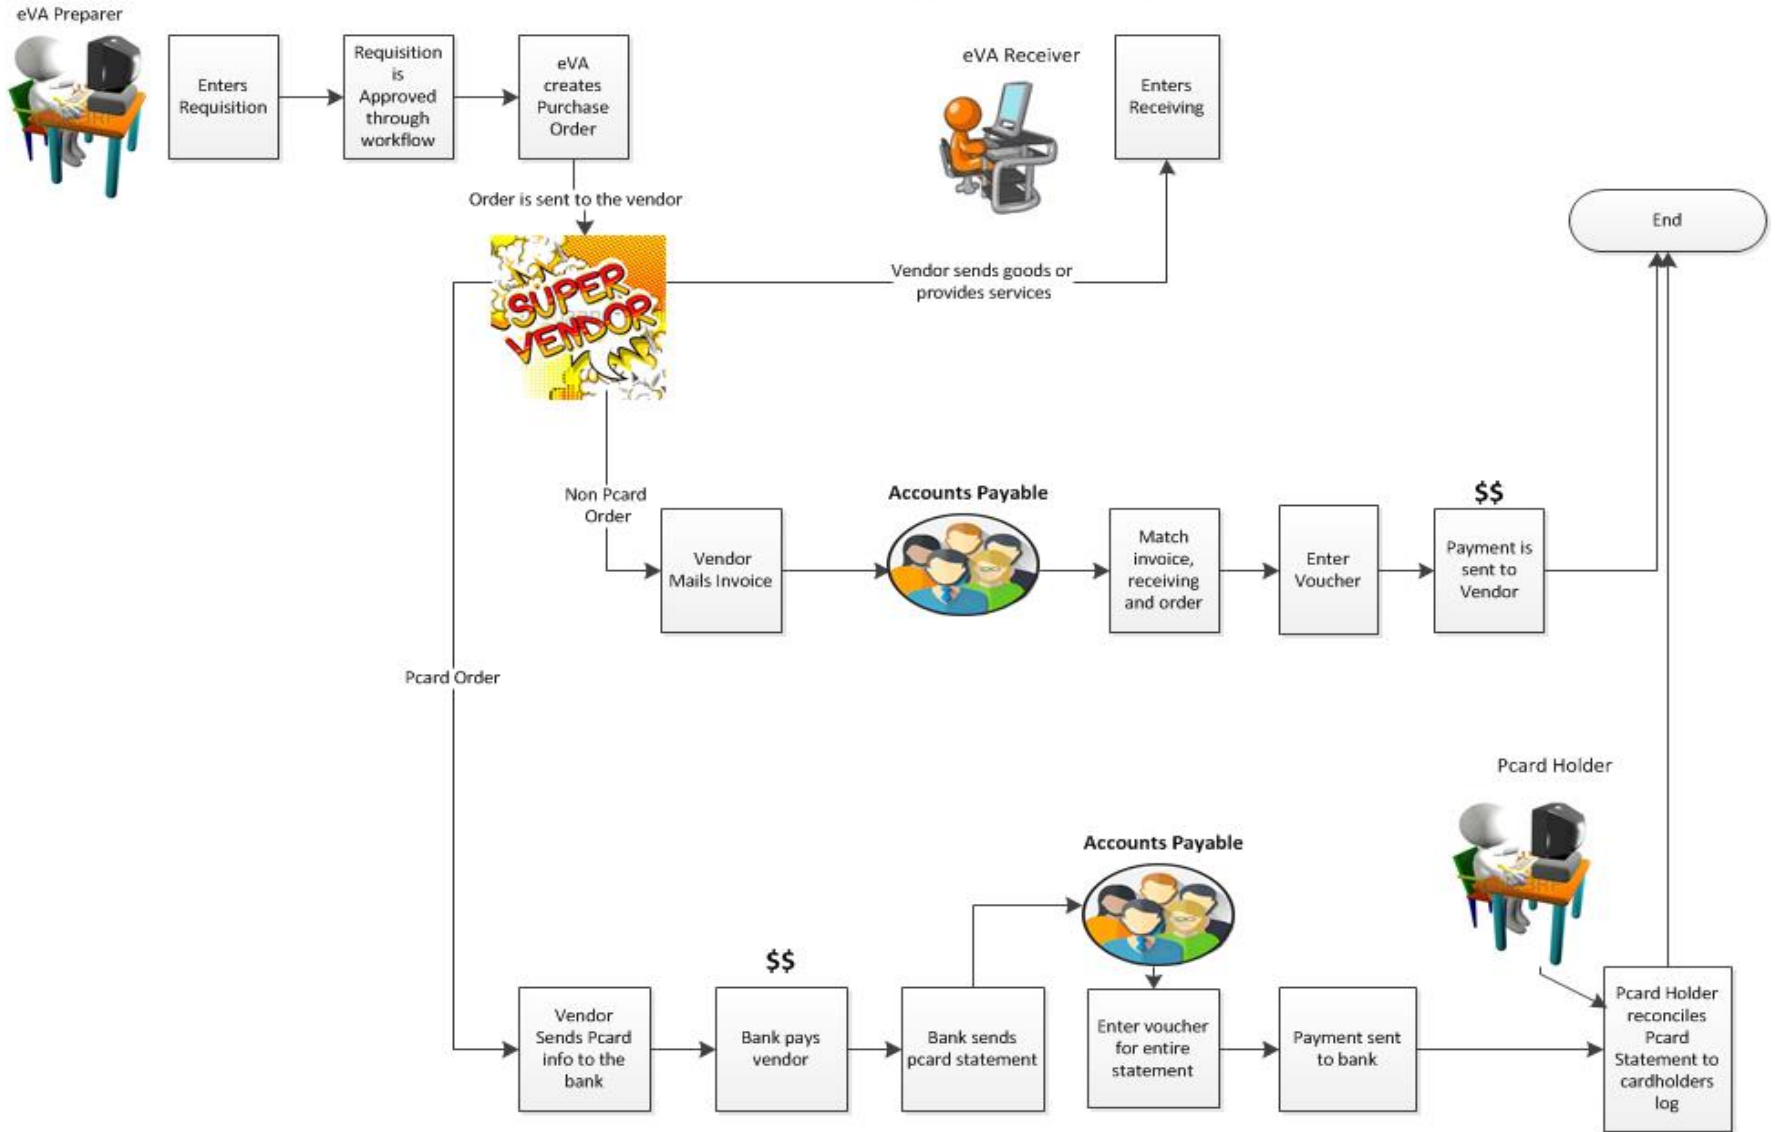 eVA Preparer
Enters
Requisition
Requisition
is
Approved
through
workflow
eVA
creates
Purchase
Order
eVA Receiver
Enters
Receiving
Order is sent to the vendor
End
SUPER
VENDOR
Vendor sends goods or
provides services
Non Pcard
Order
Vendor
Mails Invoice
Accounts Payable
Match
invoice,
receiving
and order
Enter
Voucher
$$
Payment is
sent to
Vendor
Pcard Order
Pcard Holder
Accounts Payable
Vendor
Sends Pcard
info to the
bank
$$
Bank pays
vendor
Bank sends
pcard statement
Enter voucher
for entire
statement
Payment sent
to bank
Pcard Holder
reconciles
Pcard
Statement to
cardholders
log